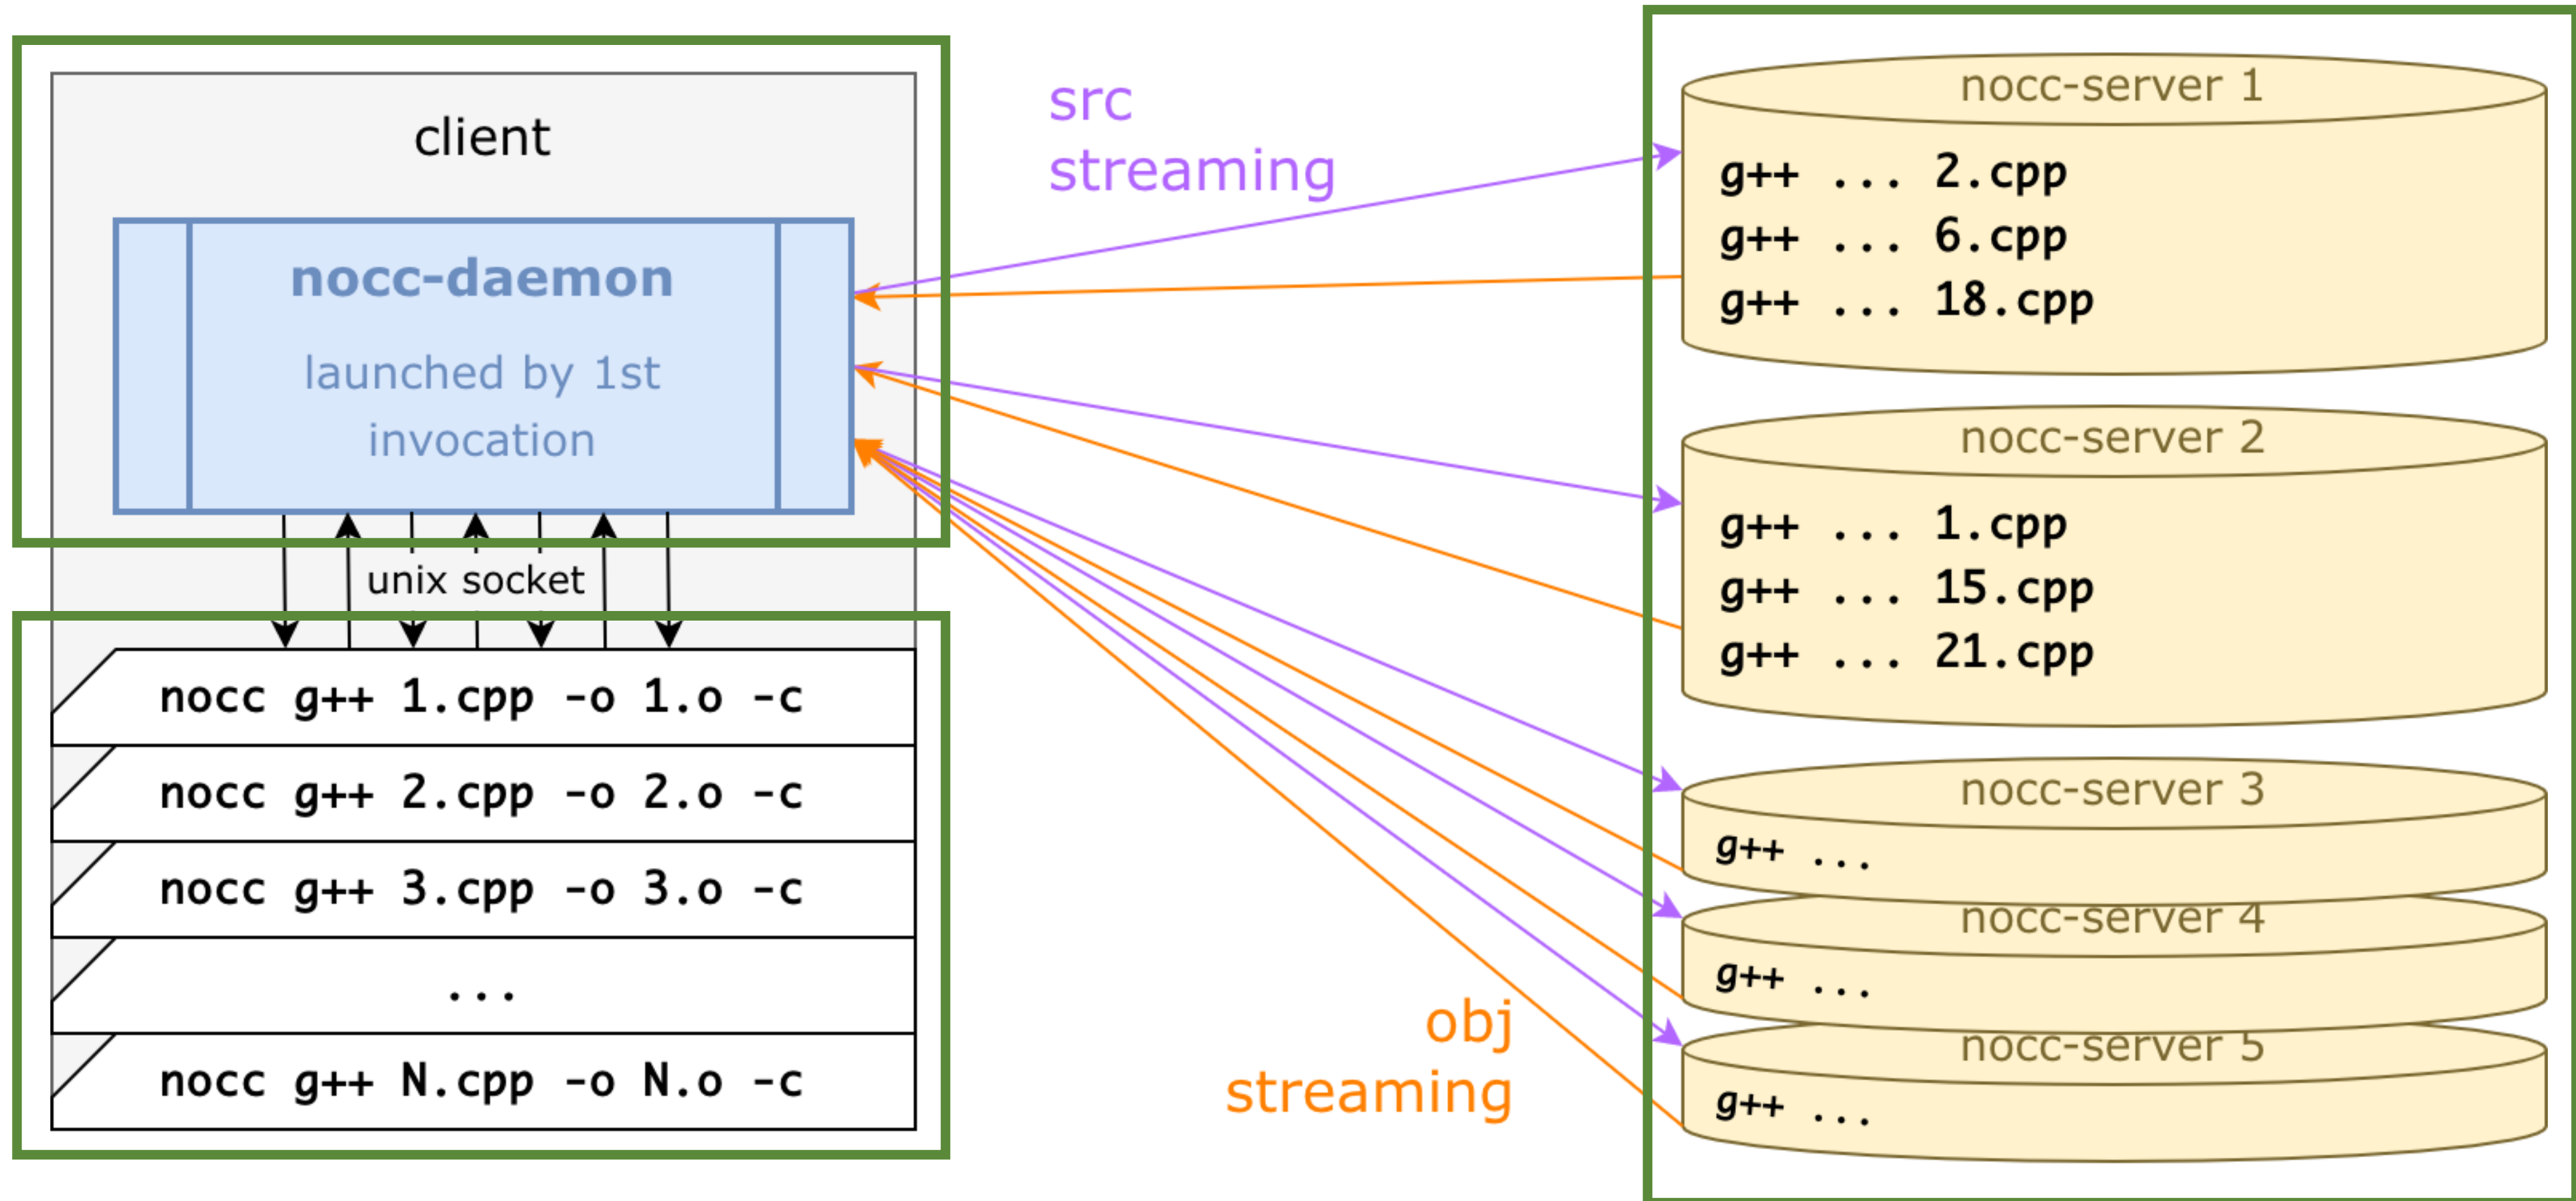 client
nocc-daemon
launched by 1st
invocation
unix socket
nocc g++ 1.cpp -o 1.o -c
nocc g++ 2.cpp -o 2.o -c
nocc g++ 3.cpp -o 3.o -c
...
nocc g++ N.cpp -o N.o -c
src
streaming
obj
streaming
nocc-server 1
g++ ... 2.cpp
g++ ... 6.cpp
g++ ... 18.cpp
nocc-server 2
g++ ... 1.cpp
g++ ... 15.cpp
g++ ... 21.cpp
nocc-server 3
g++ ...
nocc-server 4
g++ ...
nocc-server 5
g++ ...